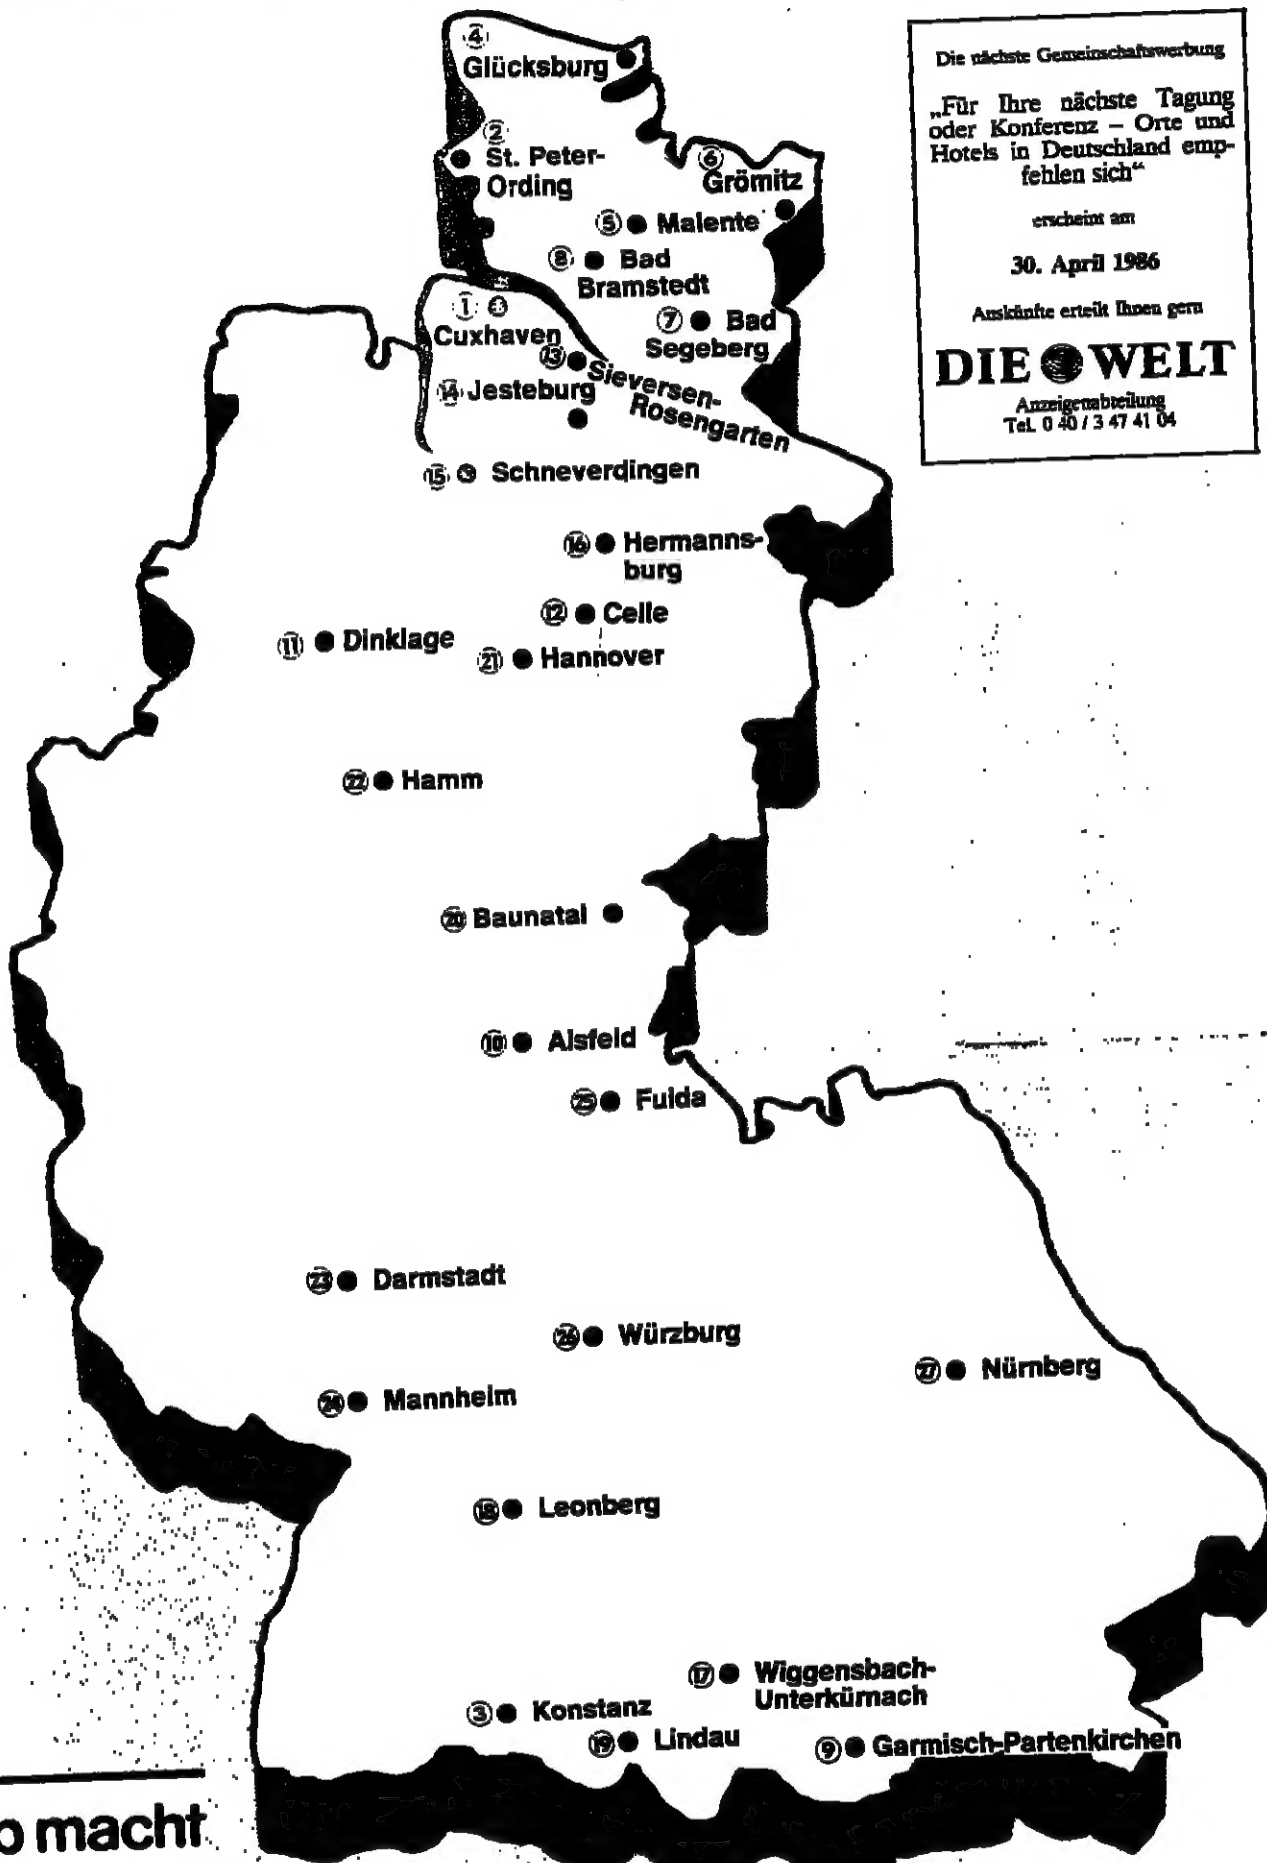 ④
Glücksburg
②
St. Peter-
Ording
⑥
Grömitz
⑤ Malente
⑧ Bad
Bramstedt
①
Cuxhaven
⑦ Bad
Segeberg
⑬
Sieversen-
Rosengarten
⑭ Jesteburg
⑮ Schneverdingen
⑯ Hermanns-
burg
⑫ Celle
⑪ Dinklage
㉑ Hannover
㉒ Hamm
⑳ Baunatal
⑩ Alsfeld
㉕ Fulda
㉓ Darmstadt
㉖ Würzburg
㉗ Nürnberg
㉔ Mannheim
⑱ Leonberg
⑰ Wiggensbach-
Unterkürnach
③ Konstanz
⑲ Lindau
⑨ Garmisch-Partenkirchen
Die nächste Gemeinschaftswerbung
„Für Ihre nächste Tagung
oder Konferenz – Orte und
Hotels in Deutschland emp-
fehlen sich“
erscheint am
30. April 1986
Auskünfte erteilt Ihnen gern
DIE WELT
Anzeigenabteilung
Tel. 0 40 / 3 47 41 04
macht